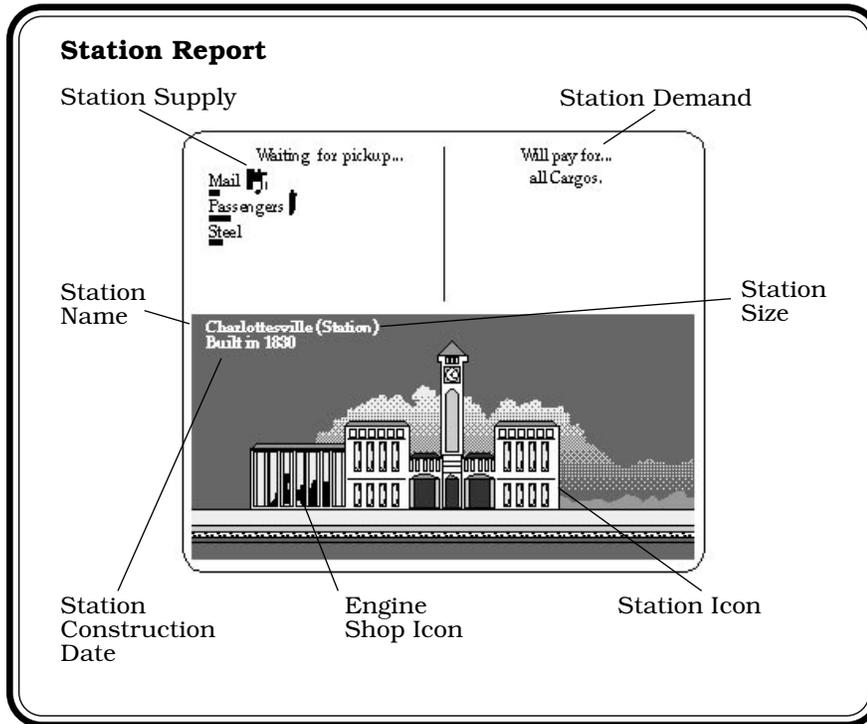 Station Report
Station Supply
Station Demand
Waiting for pickup...
Mail
Passengers
Steel
Will pay for...
all Cargos.
Station
Name
Station
Size
Charlottesville (Station)
Built in 1830
Station
Construction
Date
Engine
Shop Icon
Station Icon